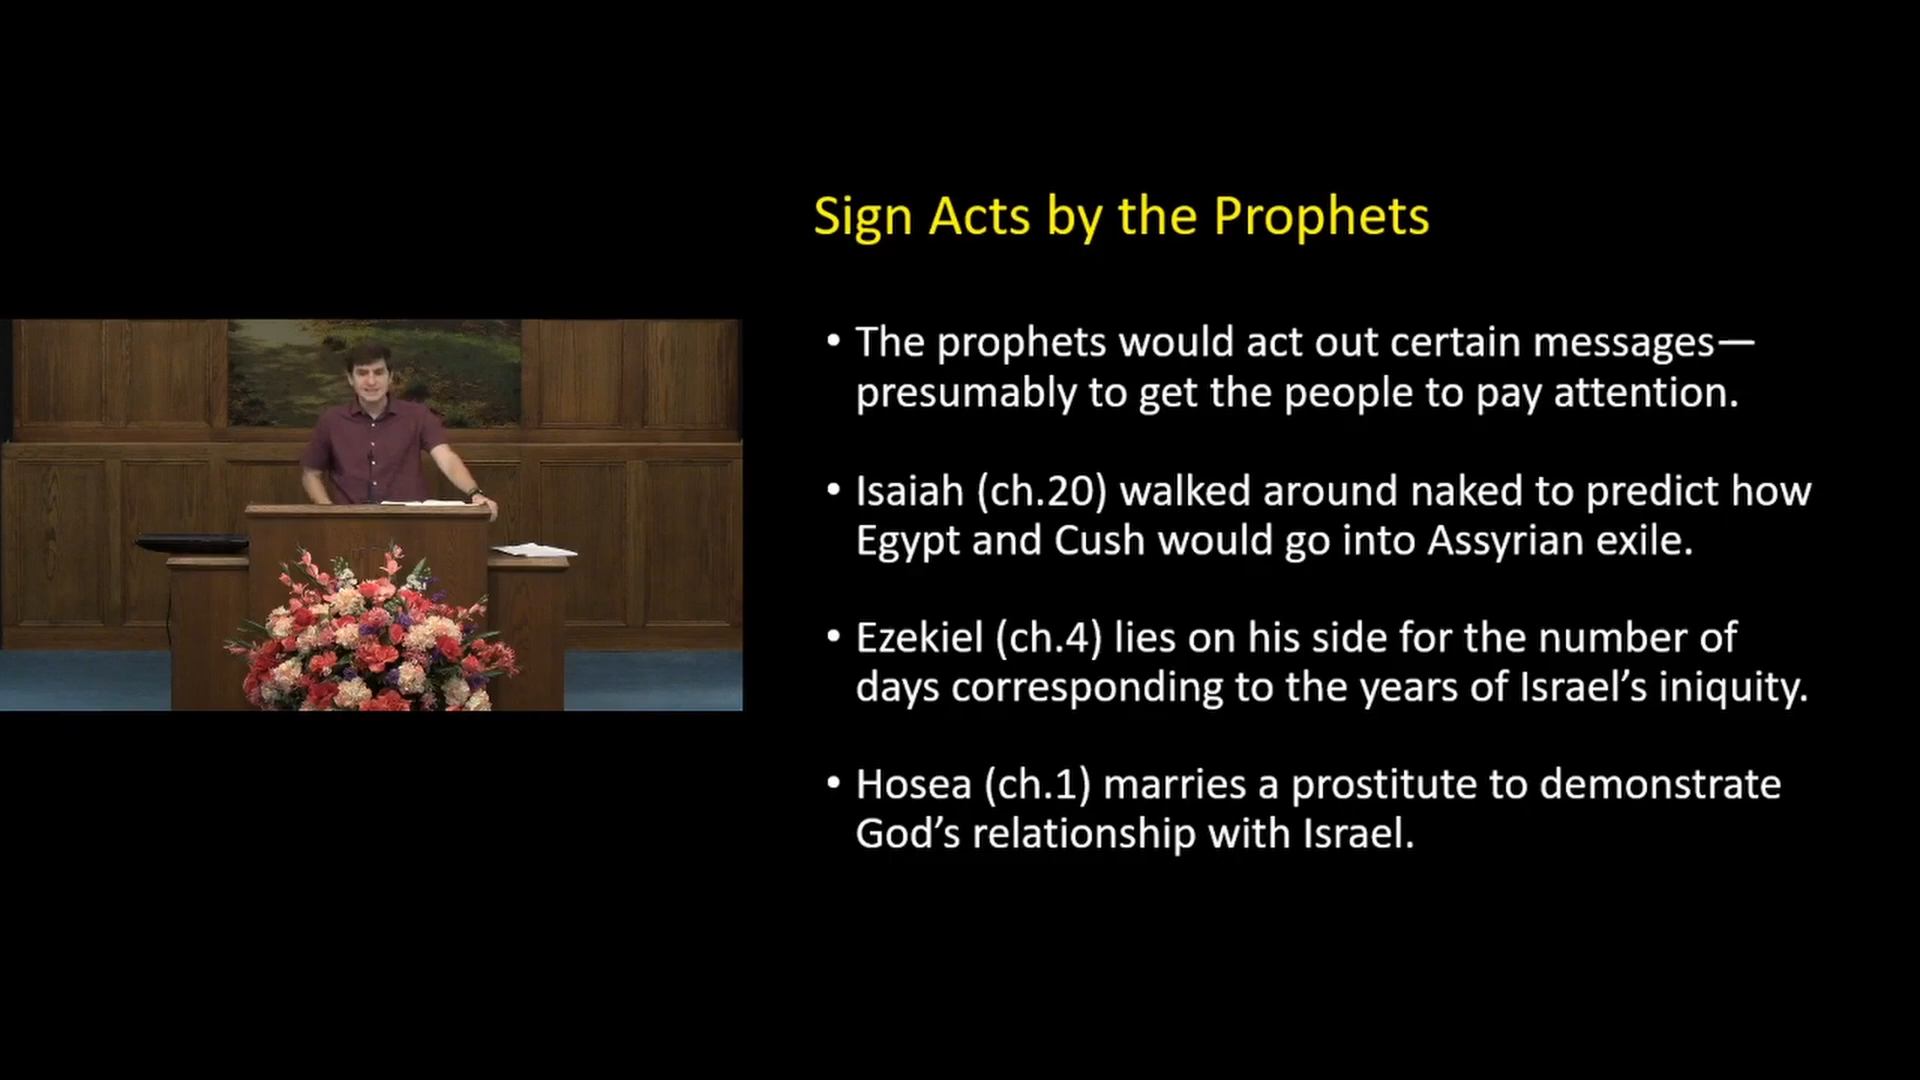 Sign Acts by the Prophets
• The prophets would act out certain messages—
presumably to get the people to pay attention.
• Isaiah (ch.20) walked around naked to predict how
Egypt and Cush would go into Assyrian exile.
• Ezekiel (ch.4) lies on his side for the number of
days corresponding to the years of Israel’s iniquity.
• Hosea (ch.1) marries a prostitute to demonstrate
God’s relationship with Israel.